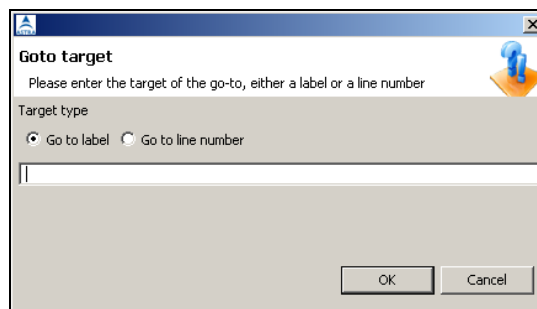 ASTRA
Goto target
Please enter the target of the go-to, either a label or a line number
Target type
Go to label Go to line number
OK Cancel